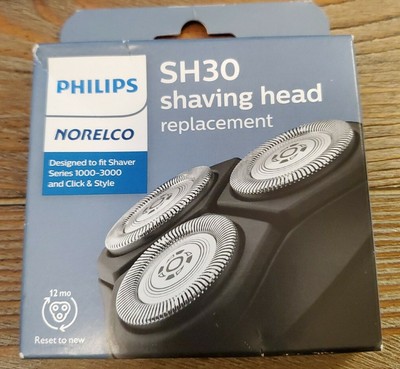 PHILIPS
NORELCO
Designed to fit Shaver
Series 1000-3000
and Click & Style
SH30
shaving head
replacement
12 mo
Reset to new